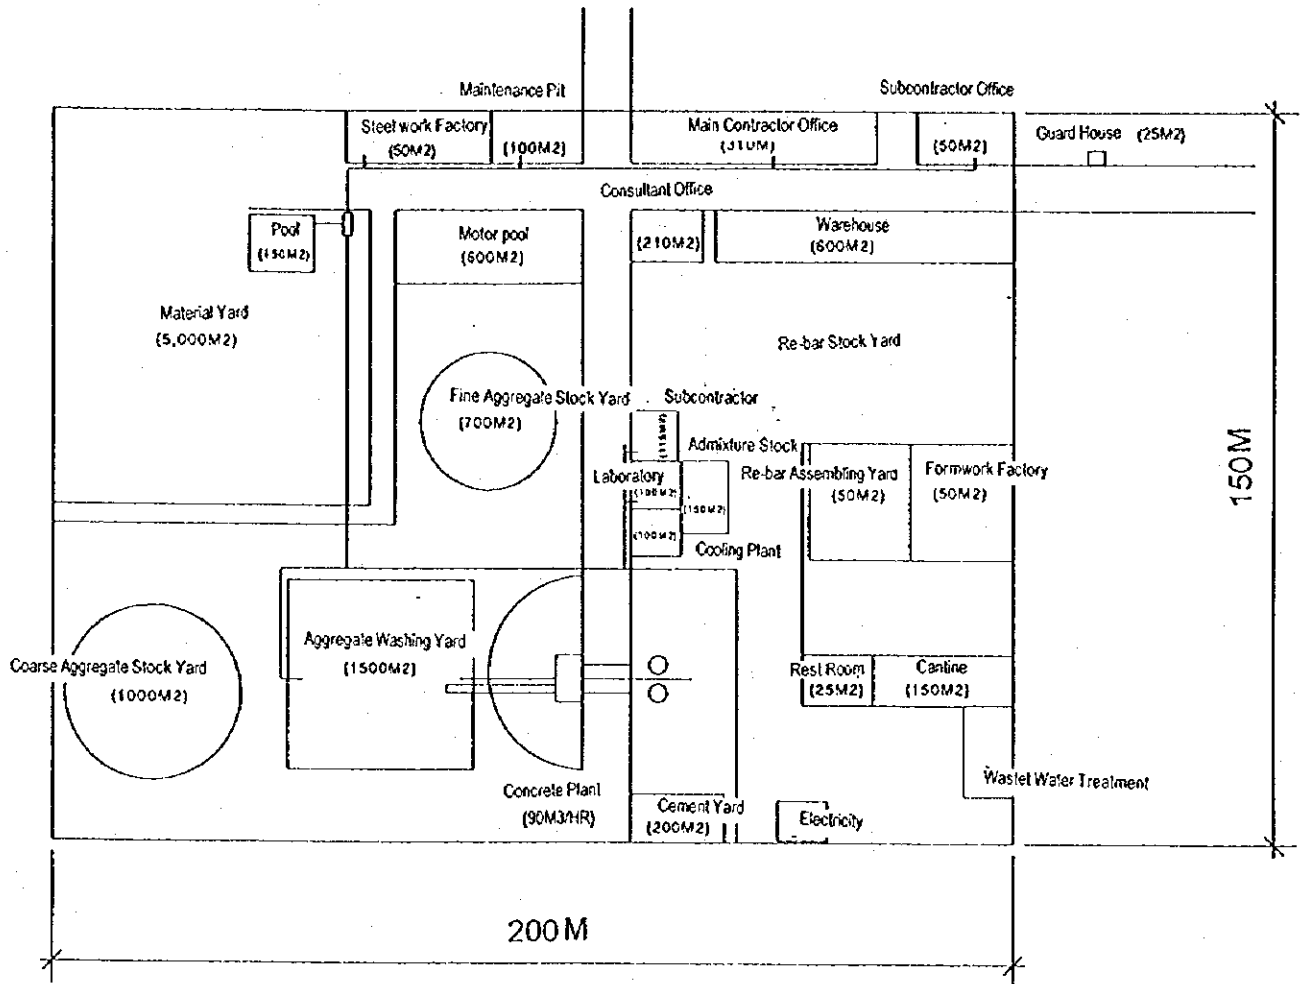 Maintenance Pit
Subcontractor Office
Steel work Factory
(50M2)
(100M2)
Main Contractor Office
(310M)
(50M2)
Guard House (25M2)
Consultant Office
Pool
(150M2)
Motor pool
(600M2)
(210M2)
Warehouse
(600M2)
Material Yard
(5,000M2)
Re-bar Stock Yard
Fine Aggregate Stock Yard
(700M2)
Subcontractor
(115M2)
Admixture Stock
Laboratory
(100M2)
(150M2)
(100M2)
Re-bar Assembling Yard
(50M2)
Formwork Factory
(50M2)
Cooling Plant
150M
Coarse Aggregate Stock Yard
(1000M2)
Aggregate Washing Yard
(1500M2)
Rest Room
(25M2)
Cantine
(150M2)
Concrete Plant
(90M3/HR)
Cement Yard
(200M2)
Electricity
Wastet Water Treatment
200M